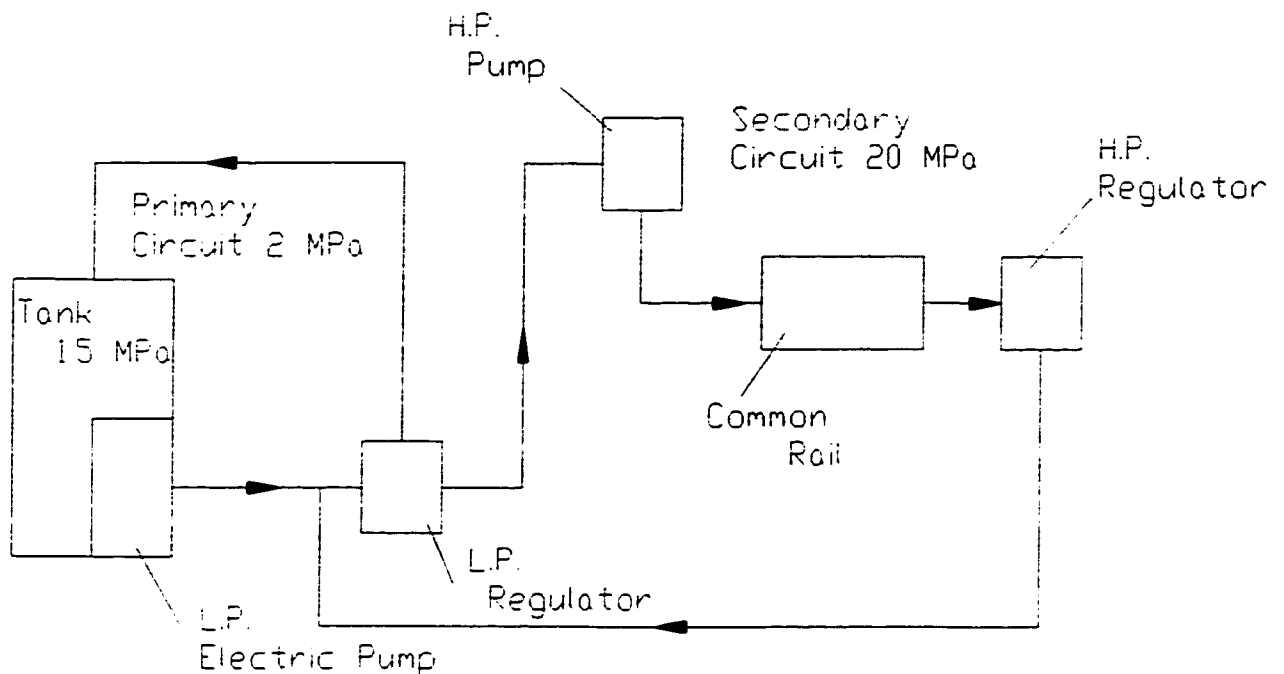 H.P.
Pump
Secondary
Circuit 20 MPa
H.P.
Regulator
Primary
Circuit 2 MPa
Tank
15 MPa
Common
Rail
L.P.
Regulator
L.P.
Electric Pump